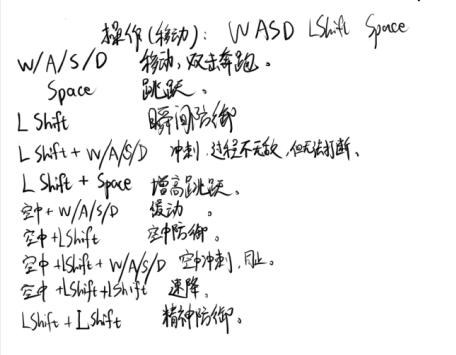 操作(移动): WASD LShift Space
W/A/S/D 移动,双击奔跑。
Space 跳跃。
L Shift 瞬间防御
L Shift + W/A/S/D 冲刺,过程不无敌,但无法打断。
L Shift + Space 增高跳跃。
空中 + W/A/S/D 缓动。
空中 + LShift 空中防御。
空中 + LShift + W/A/S/D 空中冲刺,同上。
空中 + LShift + LShift 速降。
LShift + LShift 精神防御。